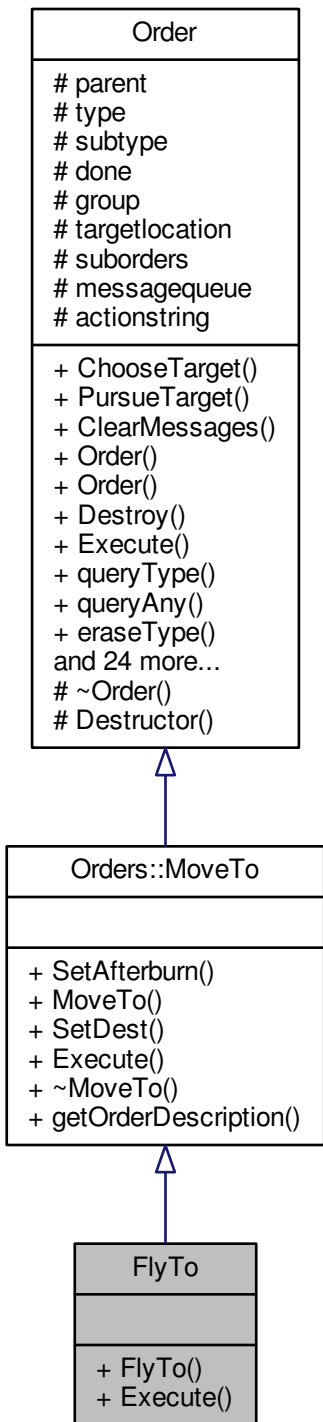 Order
# parent
# type
# subtype
# done
# group
# targetlocation
# suborders
# messagequeue
# actionstring
+ ChooseTarget()
+ PursueTarget()
+ ClearMessages()
+ Order()
+ Order()
+ Destroy()
+ Execute()
+ queryType()
+ queryAny()
+ eraseType()
and 24 more...
# ~Order()
# Destructor()
Orders::MoveTo
+ SetAfterburn()
+ MoveTo()
+ SetDest()
+ Execute()
+ ~MoveTo()
+ getOrderDescription()
FlyTo
+ FlyTo()
+ Execute()